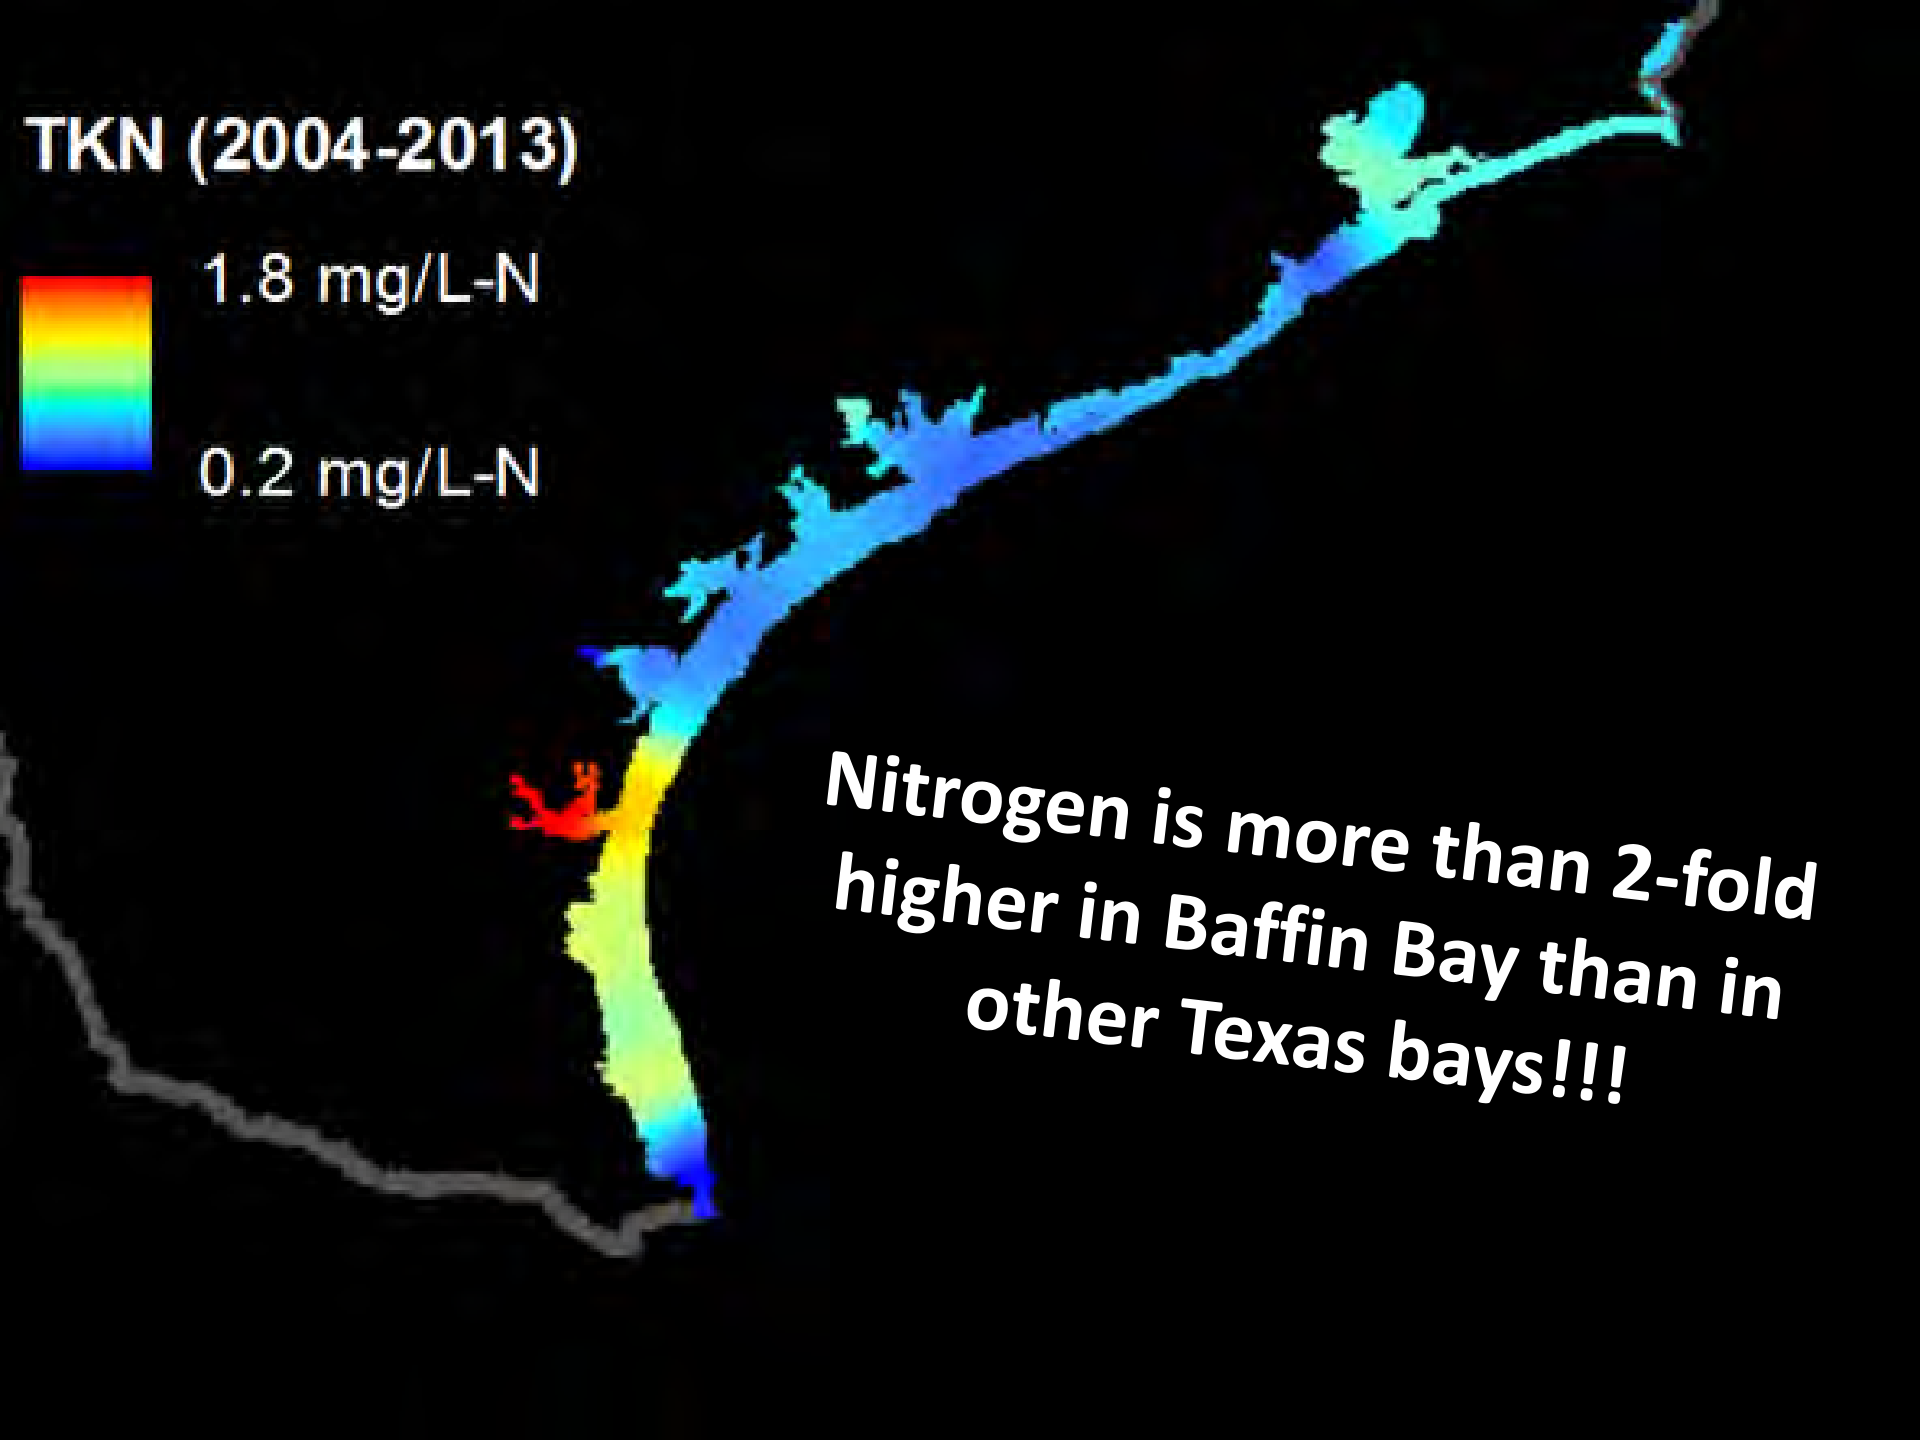 TKN (2004-2013)
1.8 mg/L-N
0.2 mg/L-N
Nitrogen is more than 2-fold
higher in Baffin Bay than in
other Texas bays!!!